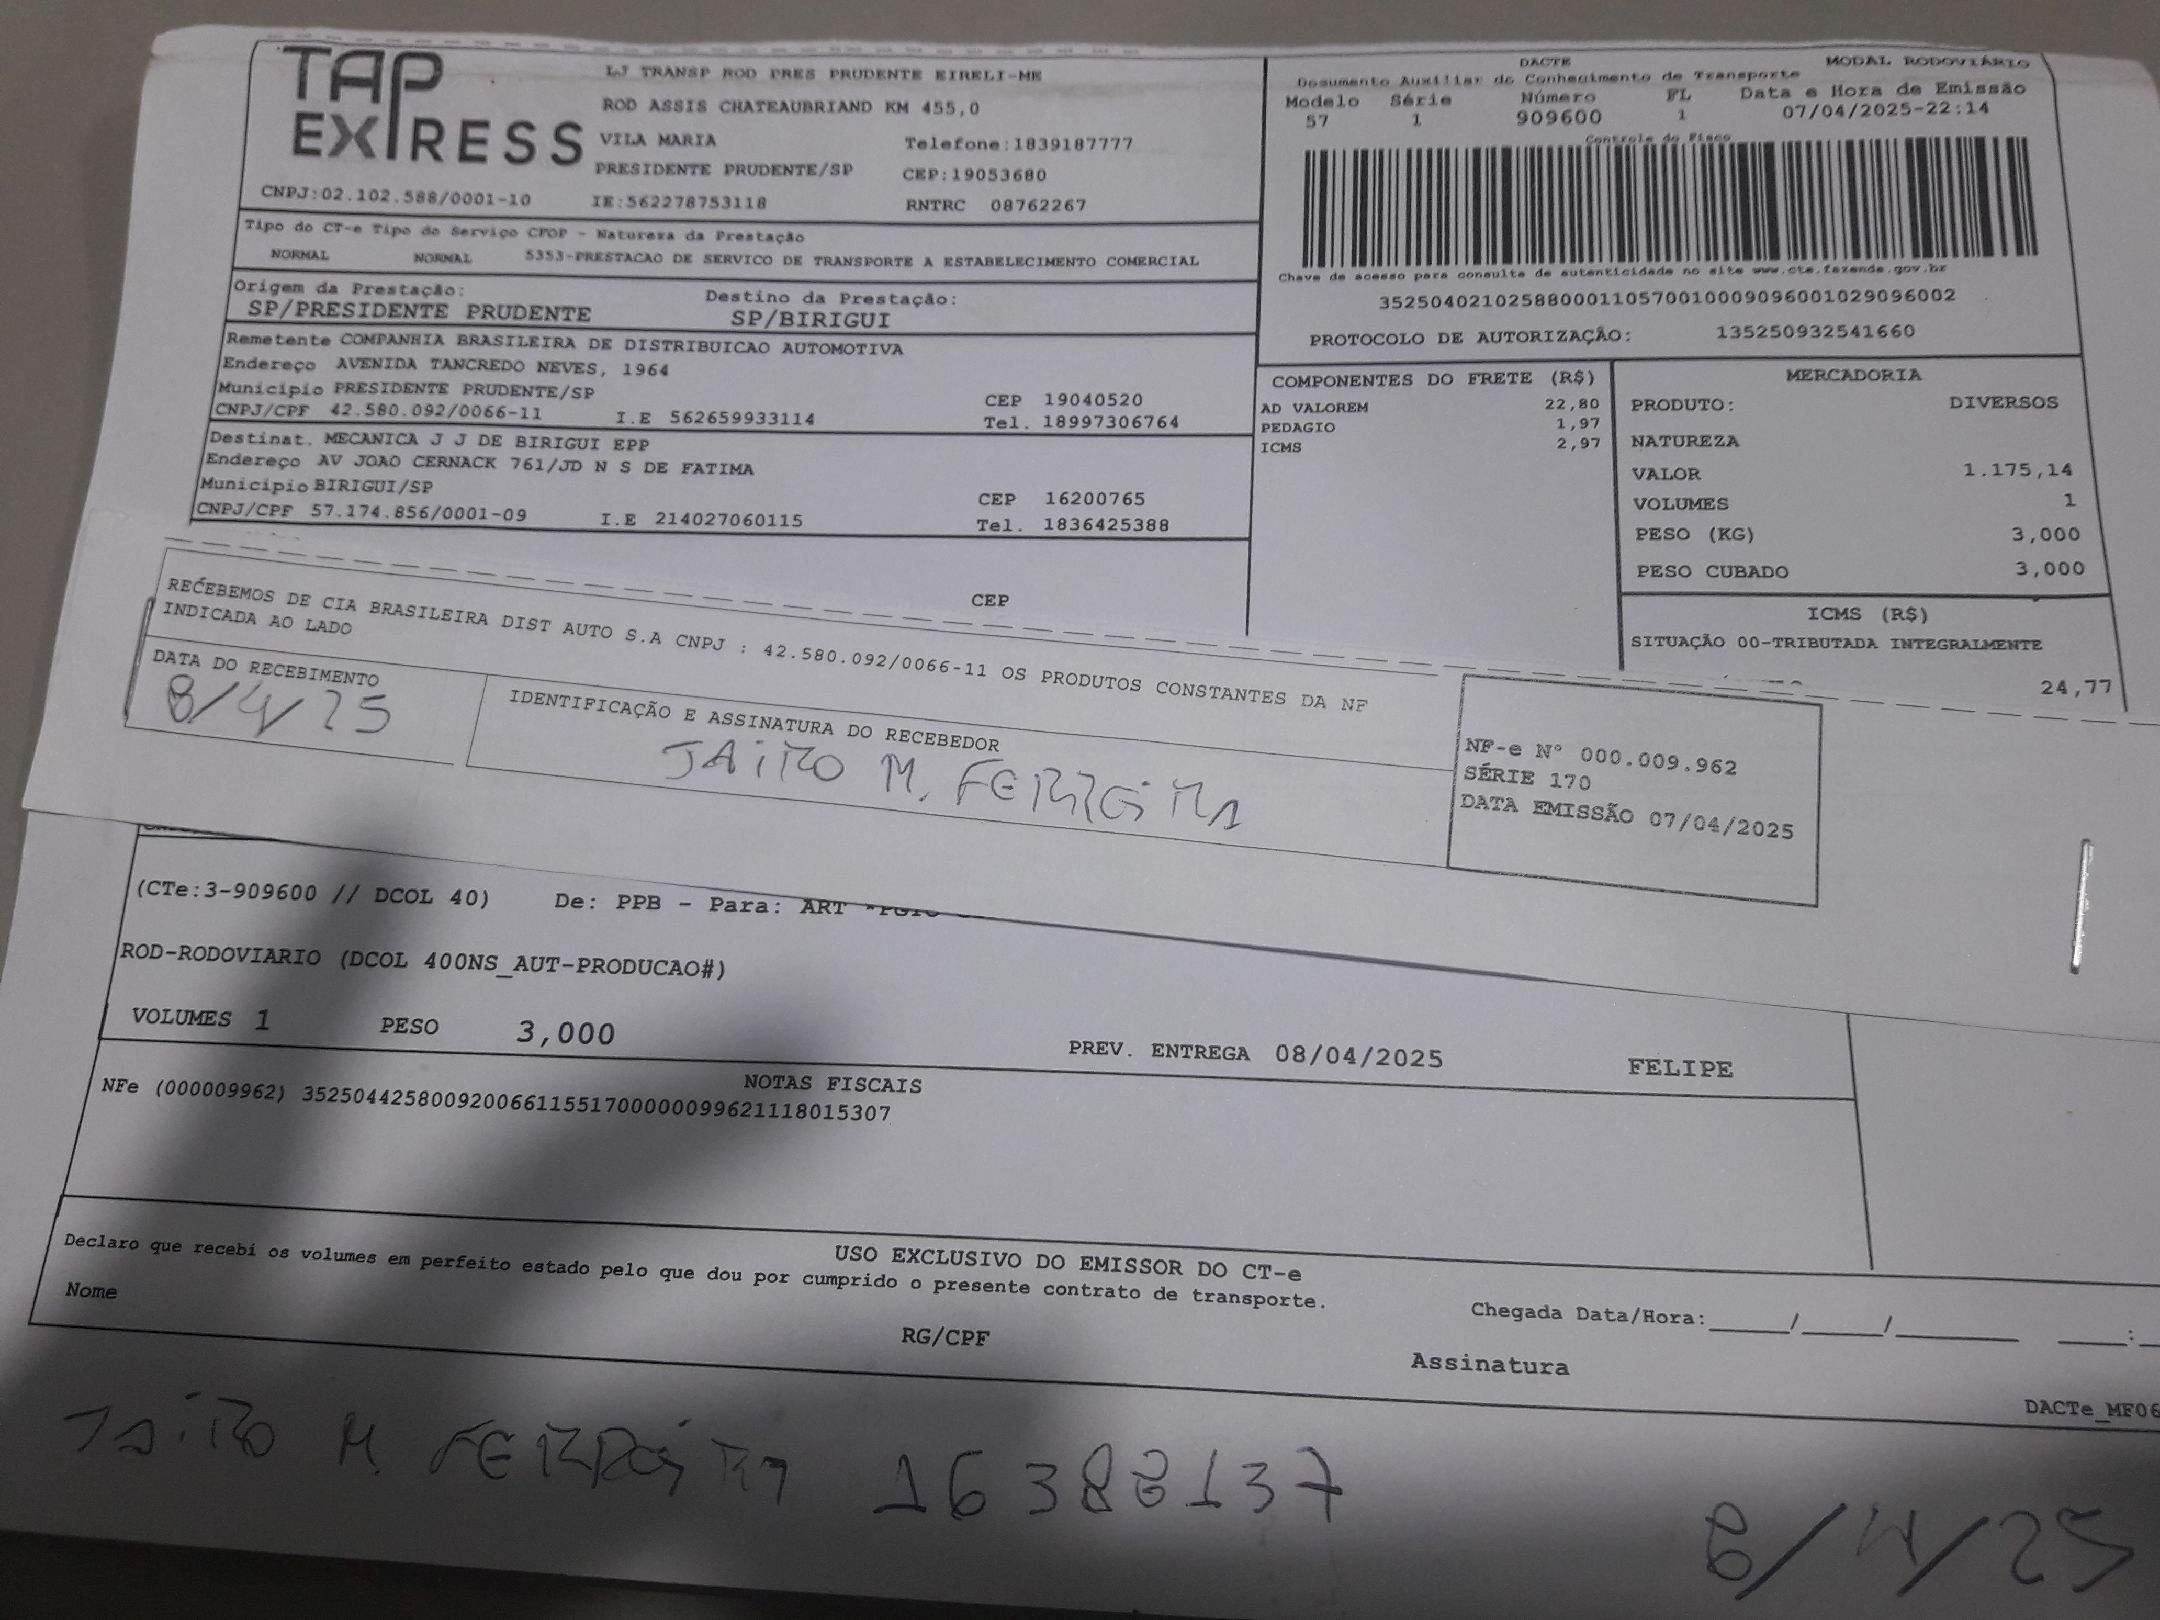 TAP EXPRESS
LJ TRANSP ROD PRES PRUDENTE EIRELI-ME
ROD ASSIS CHATEAUBRIAND KM 455,0
VILA MARIA Telefone:1839187777
PRESIDENTE PRUDENTE/SP CEP:19053680
CNPJ:02.102.588/0001-10 IE:562278753118 RNTRC 08762267
DACTE MODAL RODOVIÁRIO
Documento Auxiliar do Conhecimento de Transporte
Modelo Série Número FL Data e Hora de Emissão
57 1 909600 1 07/04/2025-22:14
Controle do Fisco
Chave de acesso para consulta de autenticidade no site www.cte.fazenda.gov.br
35250402102588000110570010009096001029096002
PROTOCOLO DE AUTORIZAÇÃO: 135250932541660
Tipo do CT-e Tipo do Serviço CFOP - Natureza da Prestação
NORMAL NORMAL 5353-PRESTACAO DE SERVICO DE TRANSPORTE A ESTABELECIMENTO COMERCIAL
Origem da Prestação: Destino da Prestação:
SP/PRESIDENTE PRUDENTE SP/BIRIGUI
Remetente COMPANHIA BRASILEIRA DE DISTRIBUICAO AUTOMOTIVA
Endereço AVENIDA TANCREDO NEVES, 1964
Município PRESIDENTE PRUDENTE/SP CEP 19040520
CNPJ/CPF 42.580.092/0066-11 I.E 562659933114 Tel. 18997306764
Destinat. MECANICA J J DE BIRIGUI EPP
Endereço AV JOAO CERNACK 761/JD N S DE FATIMA
Município BIRIGUI/SP CEP 16200765
CNPJ/CPF 57.174.856/0001-09 I.E 214027060115 Tel. 1836425388
CEP
COMPONENTES DO FRETE (R$)
AD VALOREM 22,80
PEDAGIO 1,97
ICMS 2,97
MERCADORIA
PRODUTO: DIVERSOS
NATUREZA
VALOR 1.175,14
VOLUMES 1
PESO (KG) 3,000
PESO CUBADO 3,000
ICMS (R$)
SITUAÇÃO 00-TRIBUTADA INTEGRALMENTE
24,77
RECEBEMOS DE CIA BRASILEIRA DIST AUTO S.A CNPJ : 42.580.092/0066-11 OS PRODUTOS CONSTANTES DA NF
INDICADA AO LADO
DATA DO RECEBIMENTO
8/4/25
IDENTIFICAÇÃO E ASSINATURA DO RECEBEDOR
JAIRO M. FERREIRA
NF-e N° 000.009.962
SÉRIE 170
DATA EMISSÃO 07/04/2025
(CTe:3-909600 // DCOL 40) De: PPB - Para: ART
ROD-RODOVIARIO (DCOL 400NS_AUT-PRODUCAO#)
VOLUMES 1 PESO 3,000 PREV. ENTREGA 08/04/2025 FELIPE
NOTAS FISCAIS
NFe (000009962) 35250442580092006611551700000099621118015307
USO EXCLUSIVO DO EMISSOR DO CT-e
Declaro que recebi os volumes em perfeito estado pelo que dou por cumprido o presente contrato de transporte.
Nome RG/CPF Assinatura Chegada Data/Hora:_____/_____/_______ ____:
DACTe_MF06
JAIRO M. FERREIRA 16388137 8/4/25